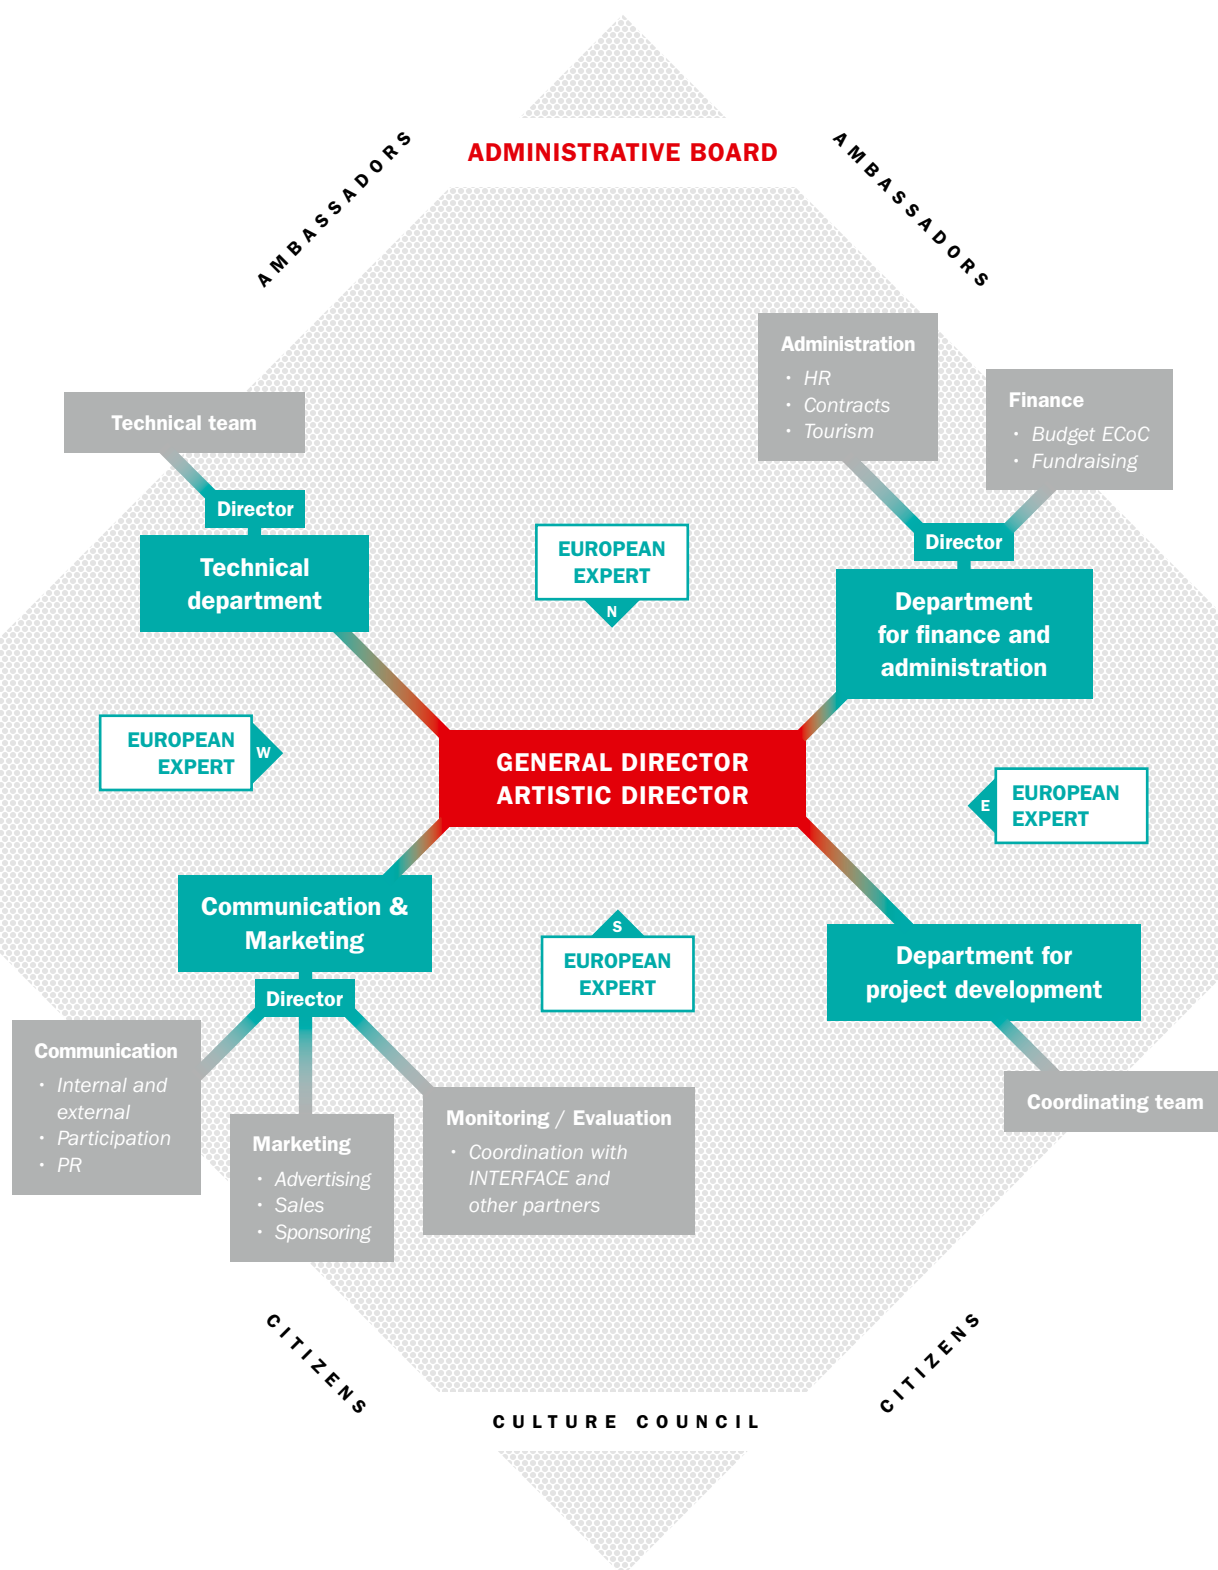 ADMINISTRATIVE BOARD
AMBASSADORS
AMBASSADORS
Administration
• HR
• Contracts
• Tourism
Finance
• Budget ECoC
• Fundraising
Technical team
Director
Technical
department
EUROPEAN
EXPERT
N
Director
Department
for finance and
administration
EUROPEAN
EXPERT
W
GENERAL DIRECTOR
ARTISTIC DIRECTOR
E
EUROPEAN
EXPERT
Communication &
Marketing
Director
S
EUROPEAN
EXPERT
Department for
project development
Communication
• Internal and
external
• Participation
• PR
Marketing
• Advertising
• Sales
• Sponsoring
Monitoring / Evaluation
• Coordination with
INTERFACE and
other partners
Coordinating team
CITIZENS
CITIZENS
CULTURE COUNCIL